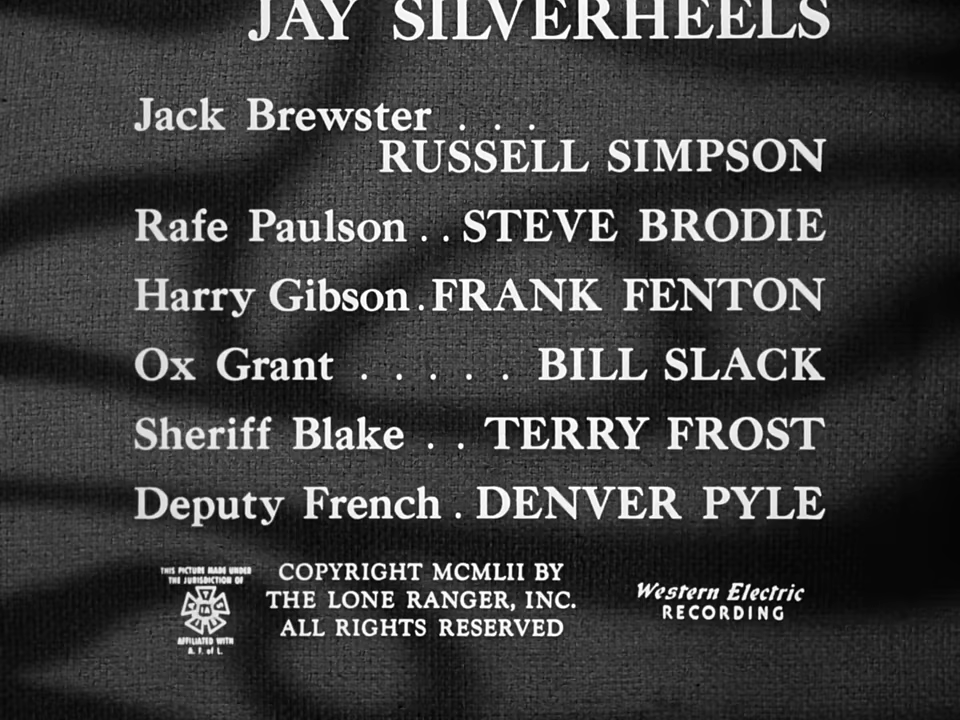 JAY SILVERHEELS
Jack Brewster . . .
RUSSELL SIMPSON
Rafe Paulson . . STEVE BRODIE
Harry Gibson . FRANK FENTON
Ox Grant . . . . . BILL SLACK
Sheriff Blake . . TERRY FROST
Deputy French . DENVER PYLE
THIS PICTURE MADE UNDER
THE JURISDICTION OF
IA
AFFILIATED WITH
A. F. of L.
COPYRIGHT MCMLII BY
THE LONE RANGER, INC.
ALL RIGHTS RESERVED
Western Electric
RECORDING